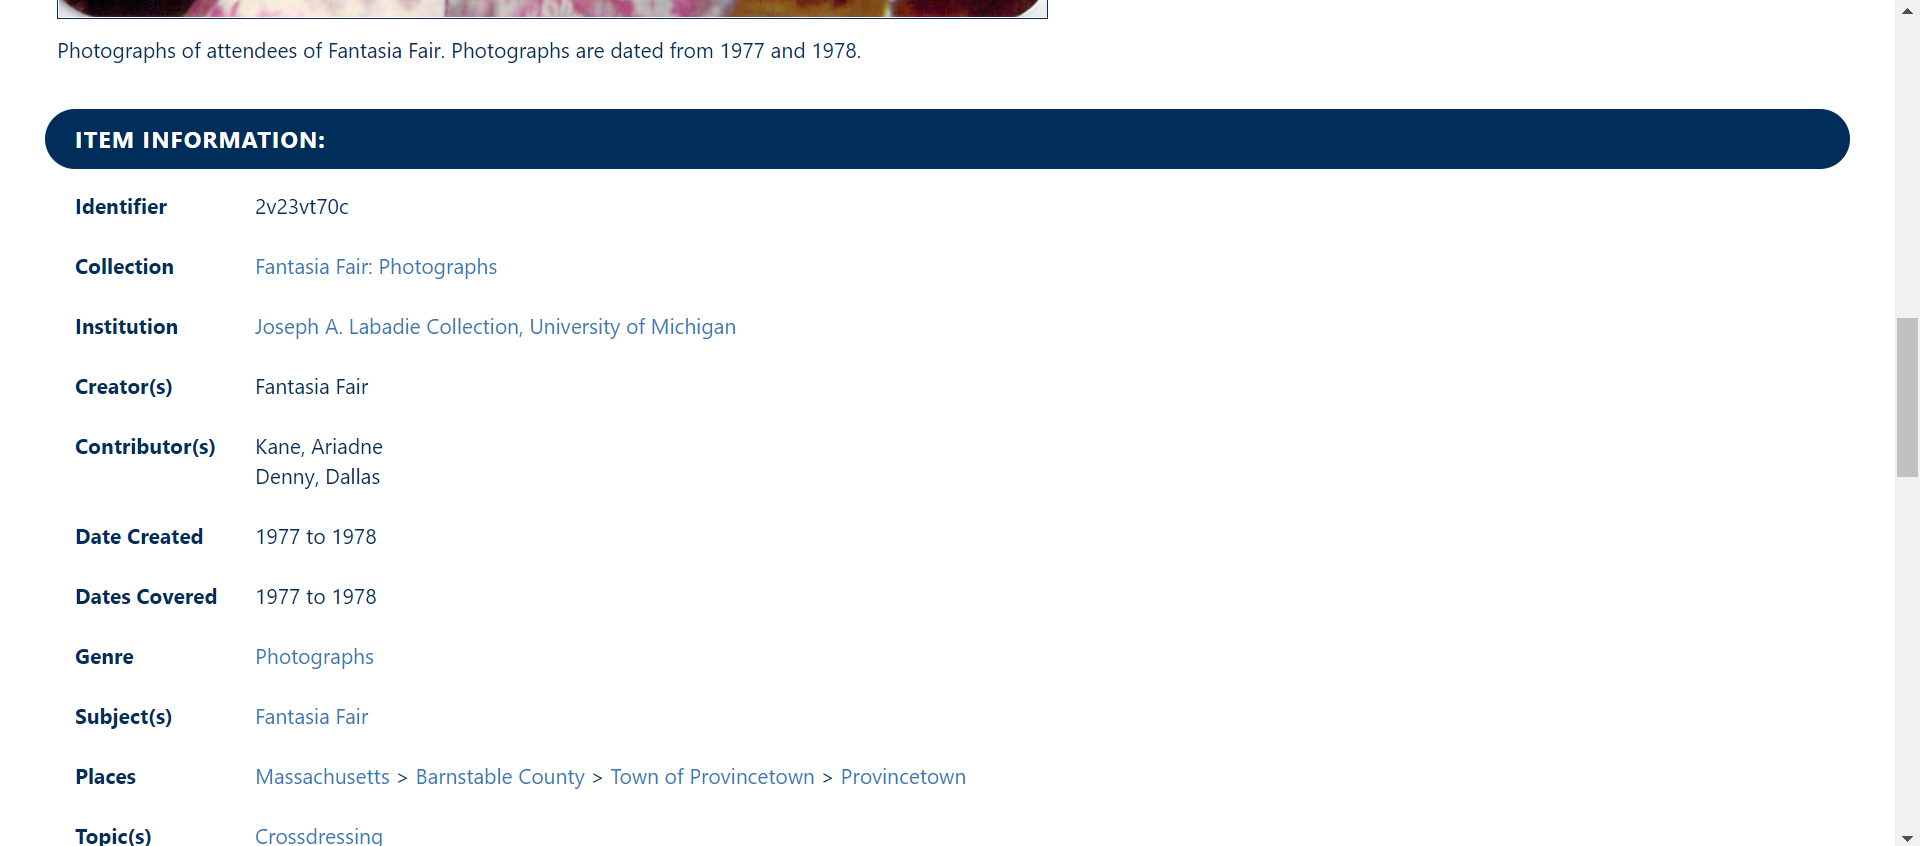 Photographs of attendees of Fantasia Fair. Photographs are dated from 1977 and 1978.
ITEM INFORMATION:
Identifier 2v23vt70c
Collection Fantasia Fair: Photographs
Institution Joseph A. Labadie Collection, University of Michigan
Creator(s) Fantasia Fair
Contributor(s) Kane, Ariadne
Denny, Dallas
Date Created 1977 to 1978
Dates Covered 1977 to 1978
Genre Photographs
Subject(s) Fantasia Fair
Places Massachusetts > Barnstable County > Town of Provincetown > Provincetown
Topic(s) Crossdressing